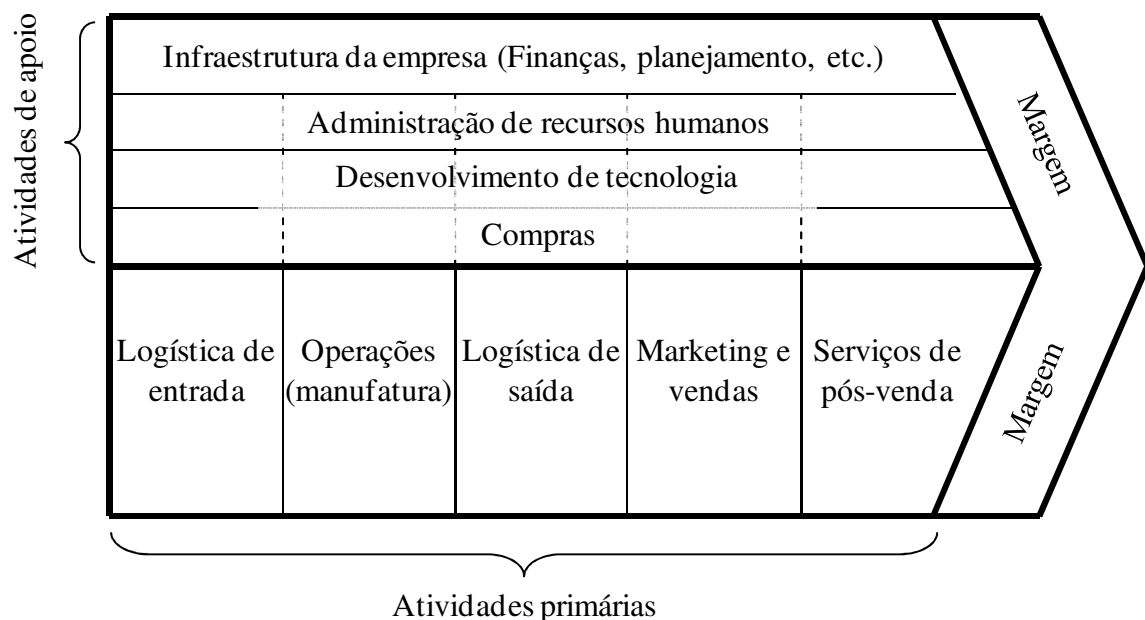 Atividades de apoio
Infraestrutura da empresa (Finanças, planejamento, etc.)
Administração de recursos humanos
Desenvolvimento de tecnologia
Compras
Margem
Logística de
entrada
Operações
(manufatura)
Logística de
saída
Marketing e
vendas
Serviços de
pós-venda
Margem
Atividades primárias